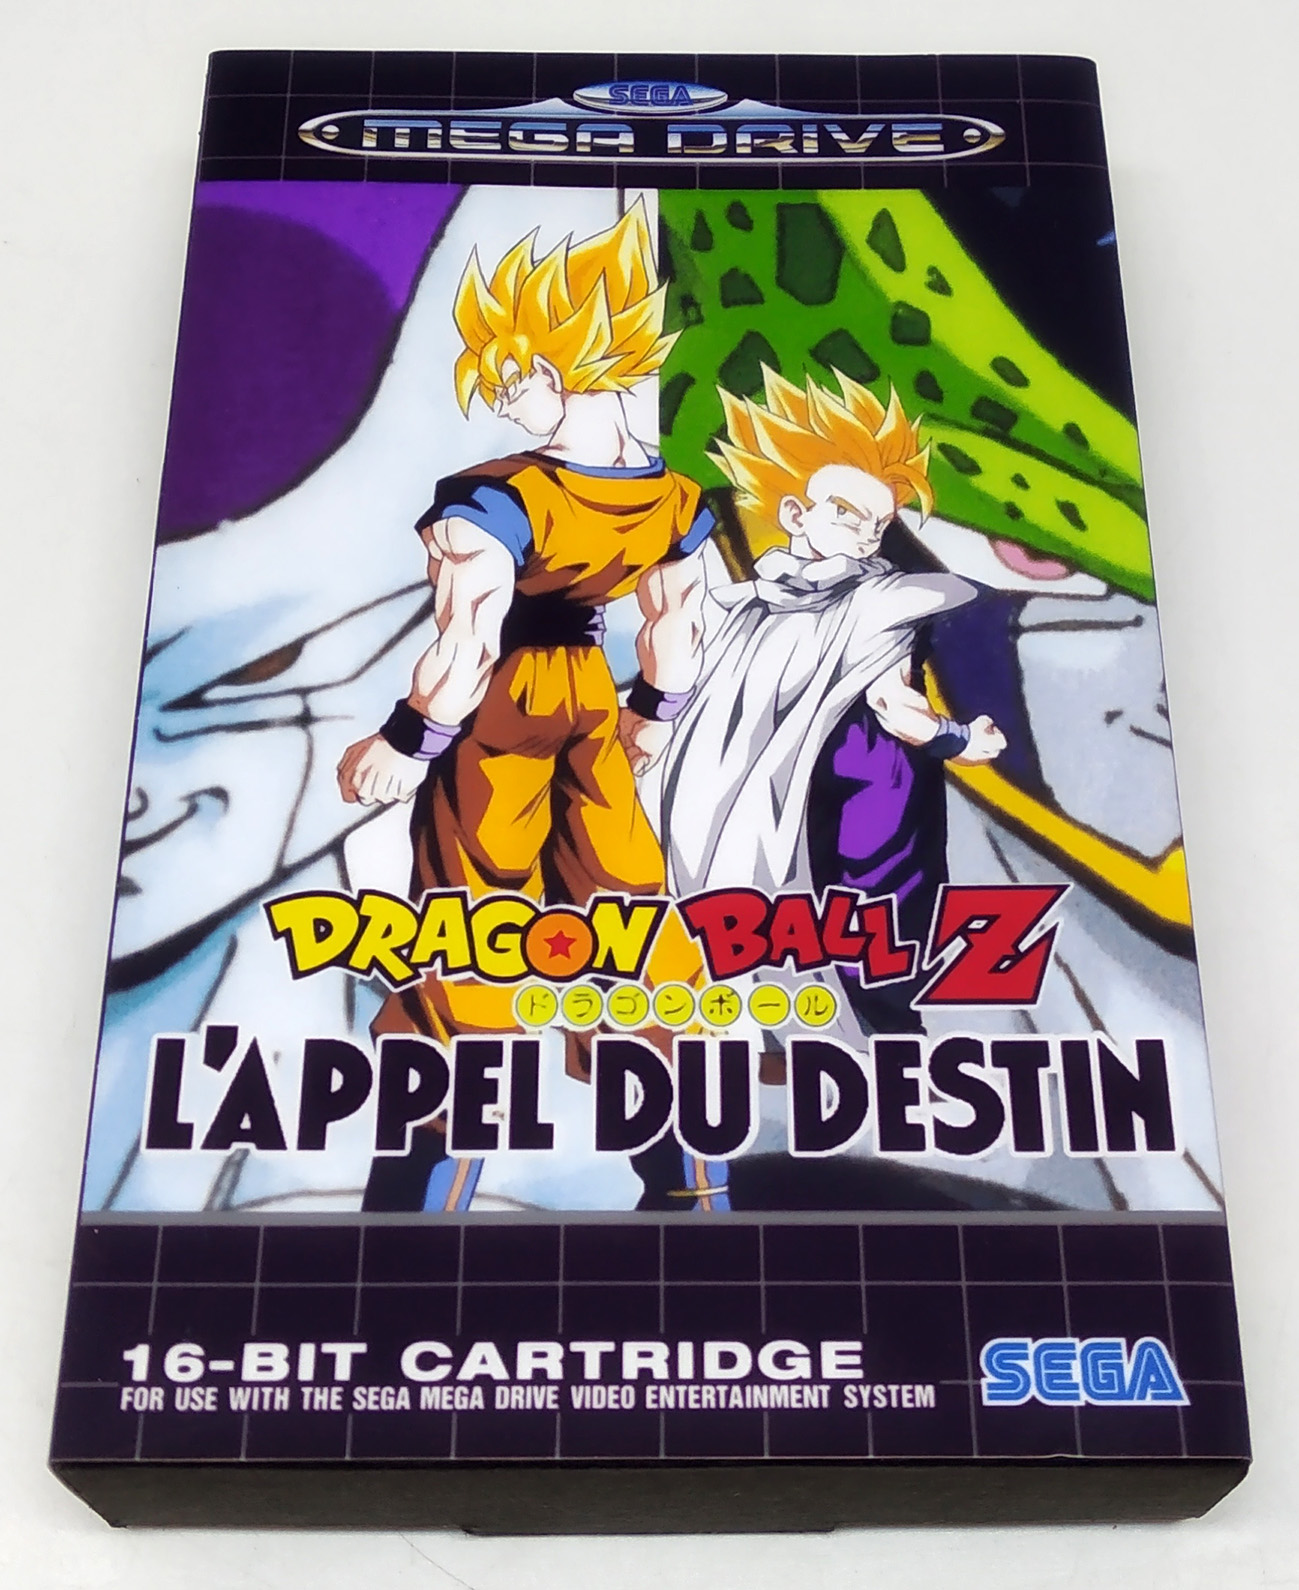 SEGA
MEGA DRIVE
DRAGON BALL Z
ドラゴンボール
L'APPEL DU DESTIN
16-BIT CARTRIDGE
FOR USE WITH THE SEGA MEGA DRIVE VIDEO ENTERTAINMENT SYSTEM
SEGA